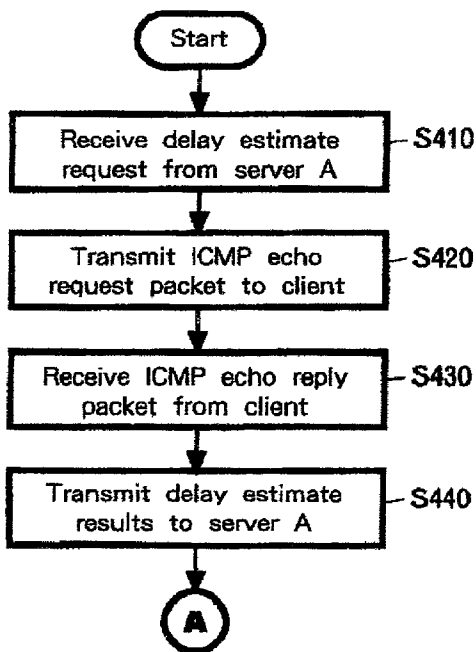 Start
Receive delay estimate
request from server A
S410
Transmit ICMP echo
request packet to client
S420
Receive ICMP echo reply
packet from client
S430
Transmit delay estimate
results to server A
S440
A